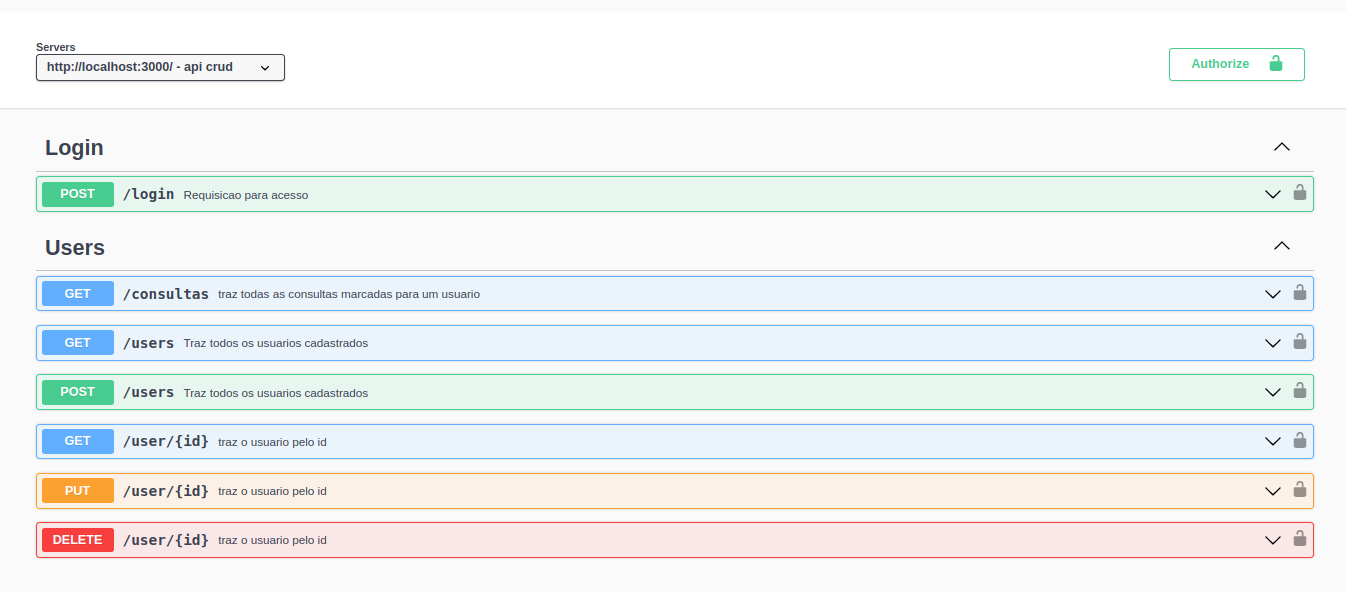 Servers
http://localhost:3000/ - api crud
Authorize
Login
POST /login Requisicao para acesso
Users
GET /consultas traz todas as consultas marcadas para um usuario
GET /users Traz todos os usuarios cadastrados
POST /users Traz todos os usuarios cadastrados
GET /user/{id} traz o usuario pelo id
PUT /user/{id} traz o usuario pelo id
DELETE /user/{id} traz o usuario pelo id